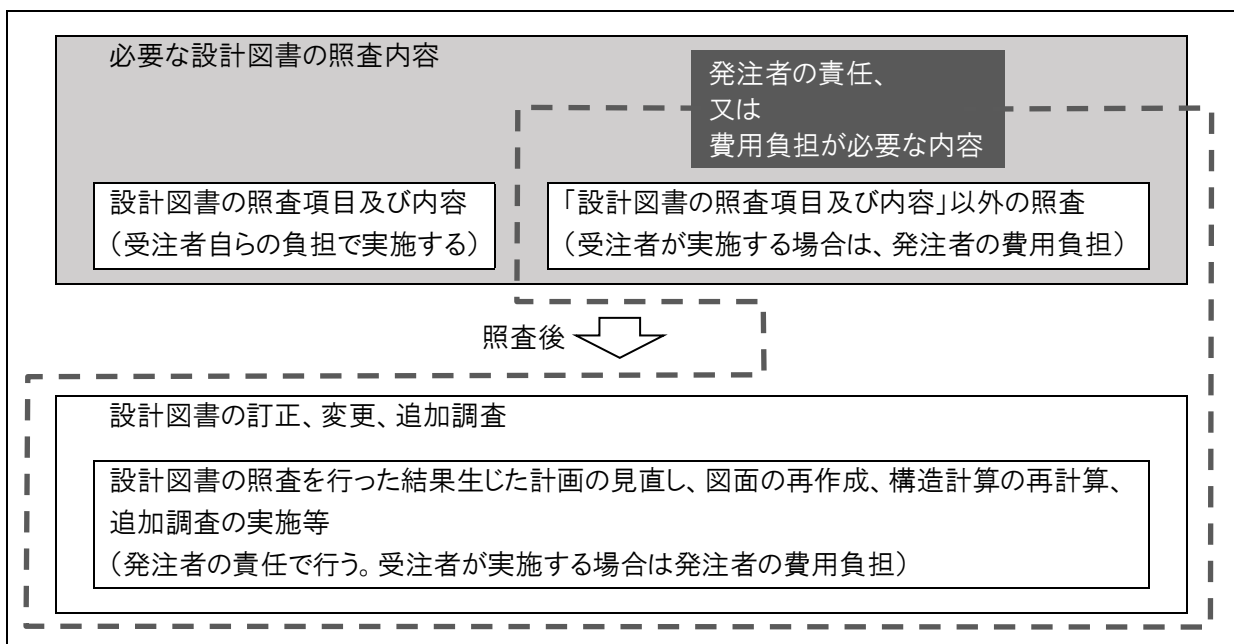 必要な設計図書の照査内容
発注者の責任、
又は
費用負担が必要な内容
設計図書の照査項目及び内容
（受注者自らの負担で実施する）
「設計図書の照査項目及び内容」以外の照査
（受注者が実施する場合は、発注者の費用負担）
照査後
設計図書の訂正、変更、追加調査
設計図書の照査を行った結果生じた計画の見直し、図面の再作成、構造計算の再計算、
追加調査の実施等
（発注者の責任で行う。受注者が実施する場合は発注者の費用負担）